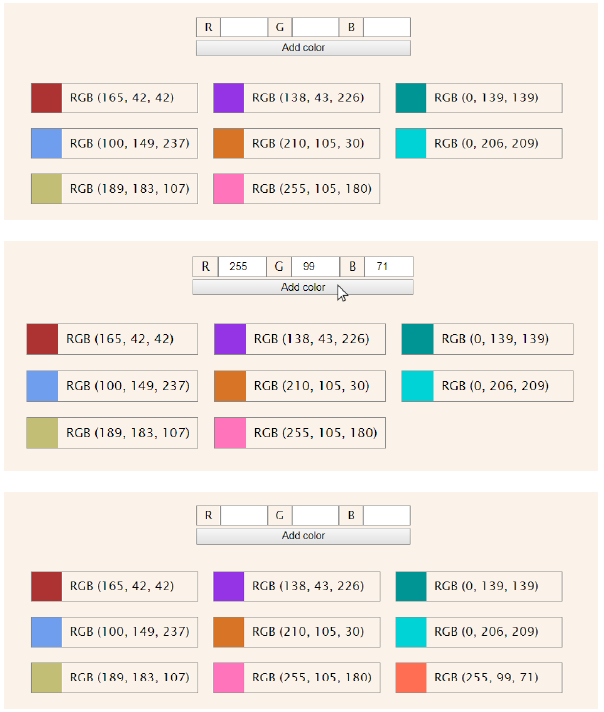 R G B
Add color
RGB (165, 42, 42) RGB (138, 43, 226) RGB (0, 139, 139)
RGB (100, 149, 237) RGB (210, 105, 30) RGB (0, 206, 209)
RGB (189, 183, 107) RGB (255, 105, 180)
R 255 G 99 B 71
Add color
RGB (165, 42, 42) RGB (138, 43, 226) RGB (0, 139, 139)
RGB (100, 149, 237) RGB (210, 105, 30) RGB (0, 206, 209)
RGB (189, 183, 107) RGB (255, 105, 180)
R G B
Add color
RGB (165, 42, 42) RGB (138, 43, 226) RGB (0, 139, 139)
RGB (100, 149, 237) RGB (210, 105, 30) RGB (0, 206, 209)
RGB (189, 183, 107) RGB (255, 105, 180) RGB (255, 99, 71)